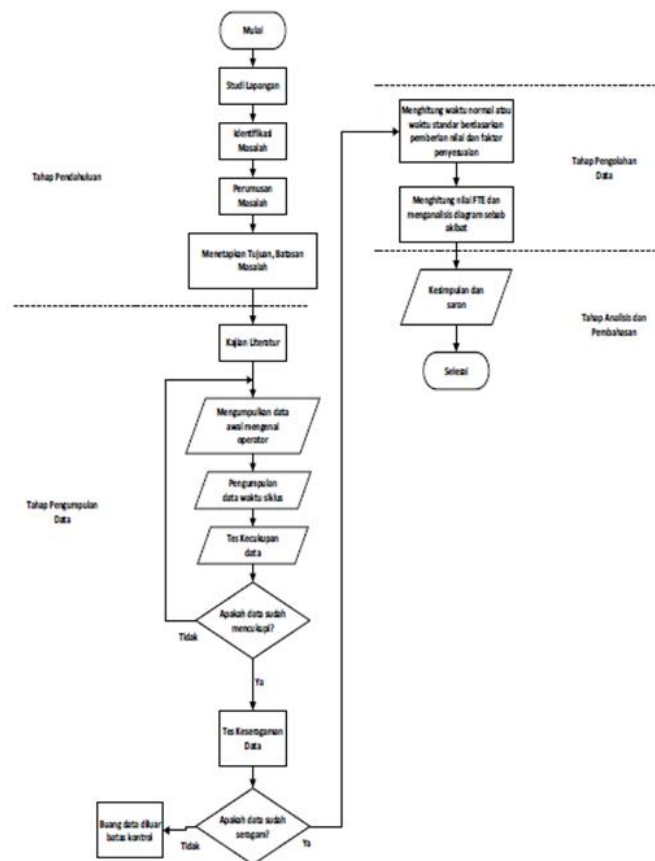 Mulai
Studi Lapangan
Identifikasi
Masalah
Tahap Pendahuluan
Perumusan
Masalah
Menetapkan Tujuan, Batasan
Masalah
Kajian Literatur
Mengumpulkan data
awal mengenai
operator
Pengumpulan
data waktu siklus
Tahap Pengumpulan
Data
Tes Kecukupan
data
Apakah data sudah
mencukupi?
Tidak
Ya
Tes Keseragaman
Data
Apakah data sudah
seragam?
Tidak
Ya
Buang data diluar
batas kontrol
Menghitung waktu normal atau
waktu standar berdasarkan
pemberian nilai dan faktor
penyesuaian
Tahap Pengolahan
Data
Menghitung nilai FTE dan
menganalisis diagram sebab
akibat
Kesimpulan dan
saran
Tahap Analisis dan
Pembahasan
Selesai